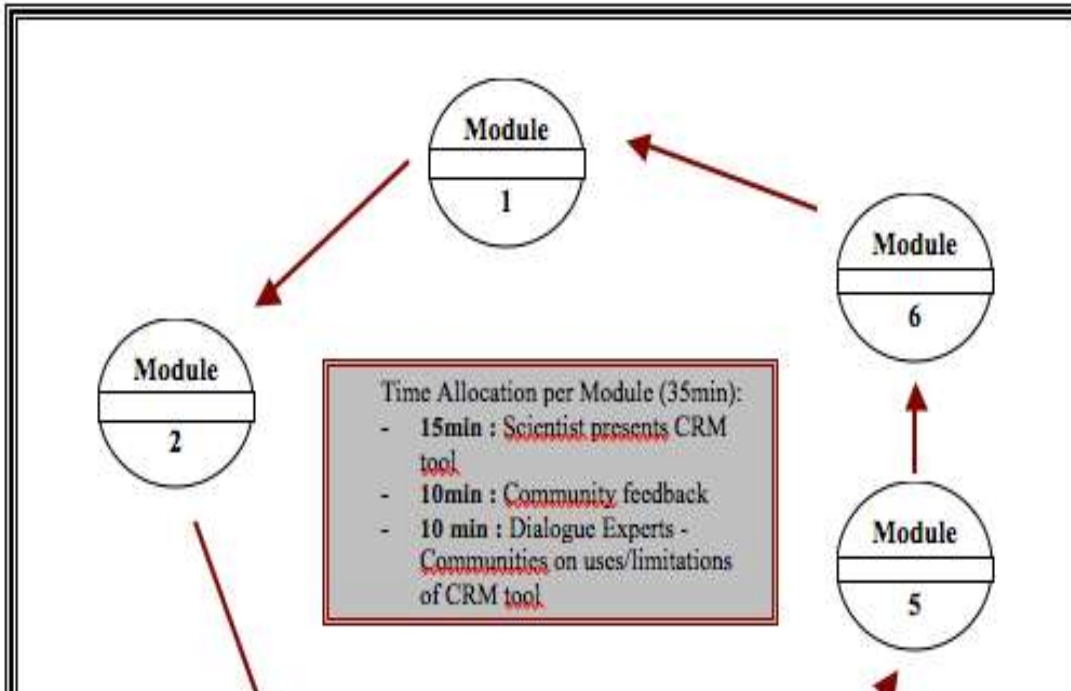 Module
1
Module
6
Module
2
Time Allocation per Module (35min):
- 15min : Scientist presents CRM
tool
- 10min : Community feedback
- 10 min : Dialogue Experts -
Communities on uses/limitations
of CRM tool
Module
5